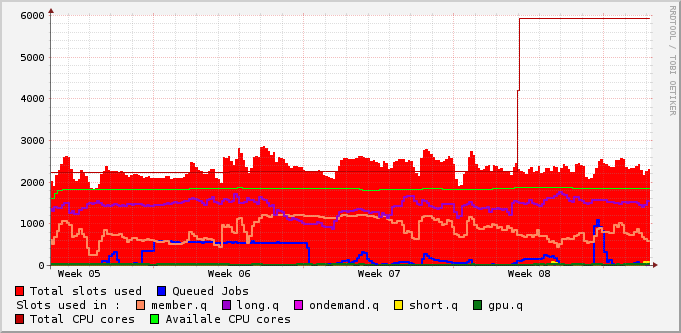 6000
5000
4000
3000
2000
1000
0
Week 05 Week 06 Week 07 Week 08
RRDTOOL / TOBI OETIKER
Total slots used Queued Jobs
Slots used in : member.q long.q ondemand.q short.q gpu.q
Total CPU cores Availale CPU cores